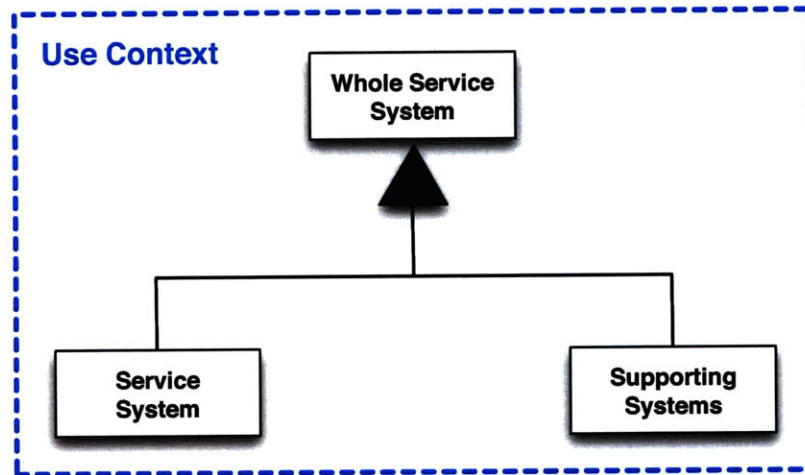 Use Context
Whole Service
System
Service
System
Supporting
Systems